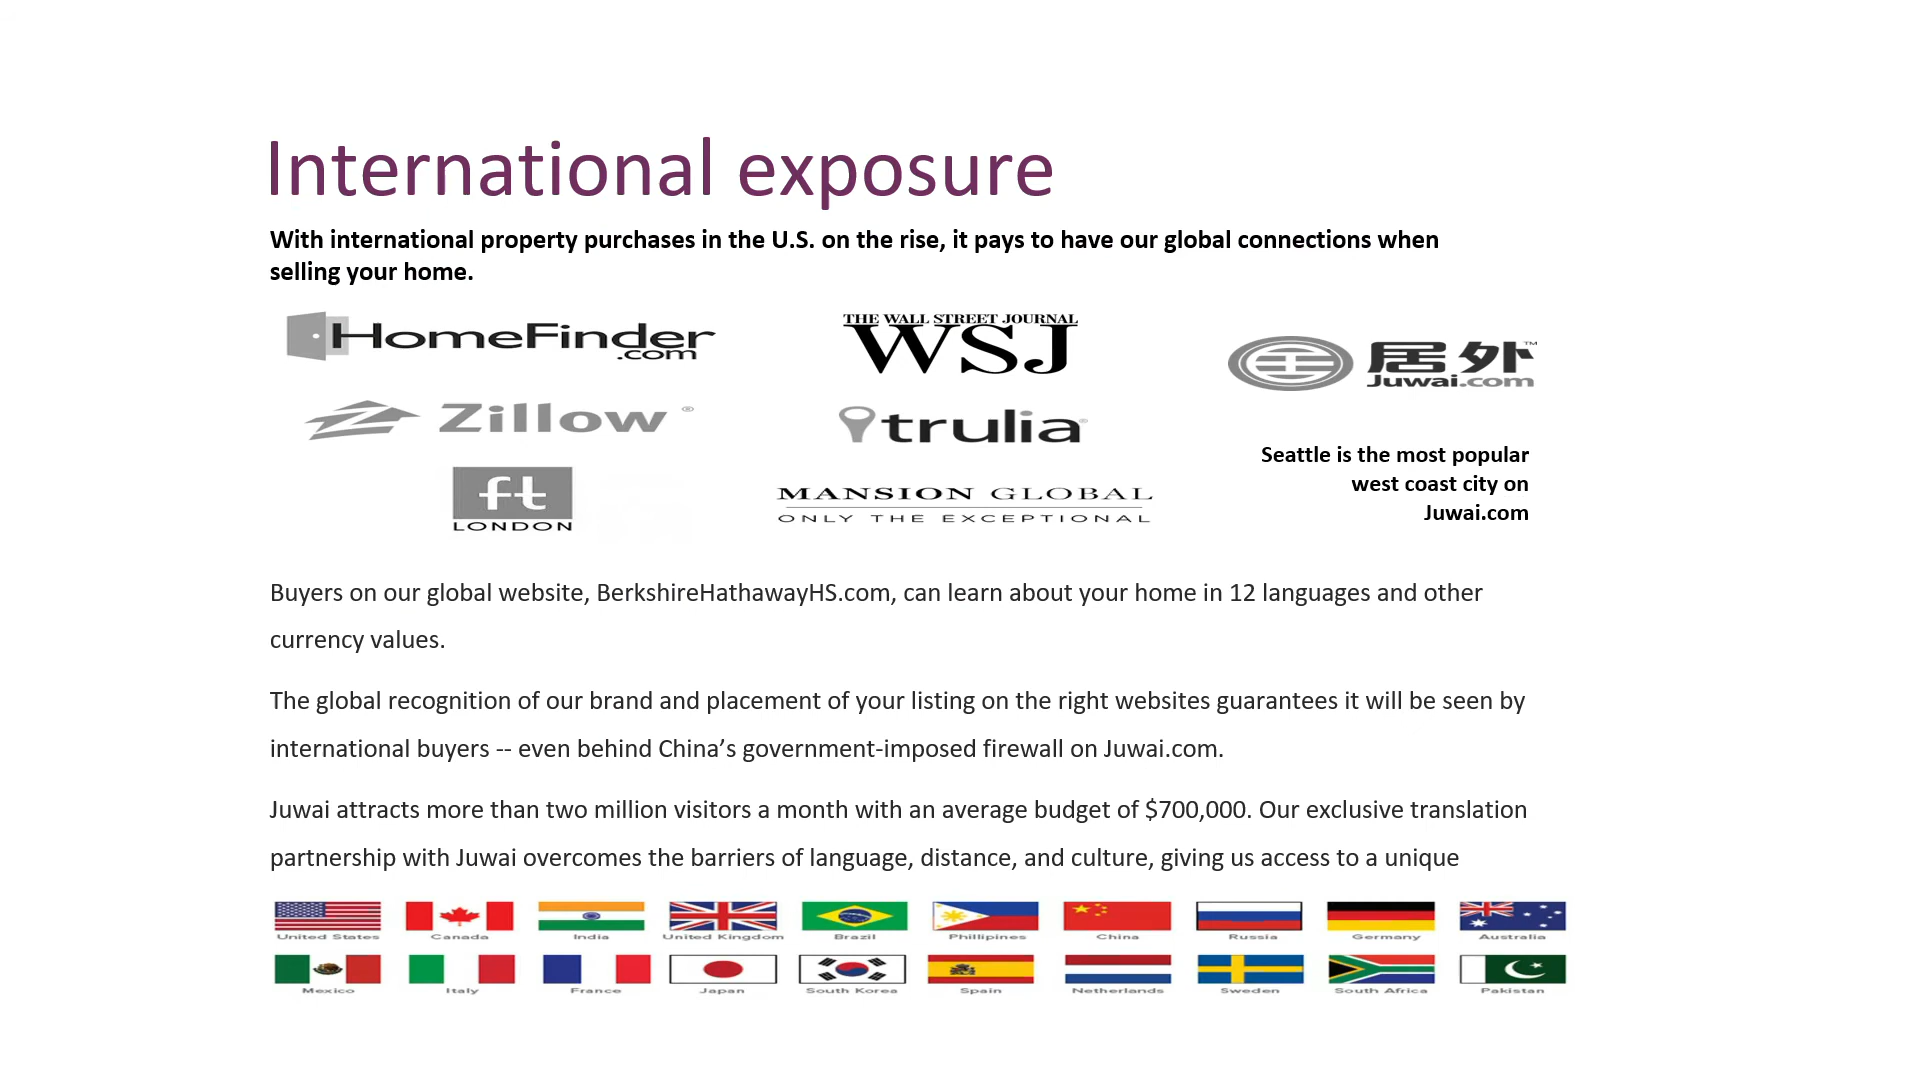 International exposure
With international property purchases in the U.S. on the rise, it pays to have our global connections when
selling your home.
HomeFinder
.com
THE WALL STREET JOURNAL
WSJ
居外™
Juwai.com
Zillow®
trulia
Seattle is the most popular
west coast city on
Juwai.com
ft
LONDON
MANSION GLOBAL
ONLY THE EXCEPTIONAL
Buyers on our global website, BerkshireHathawayHS.com, can learn about your home in 12 languages and other
currency values.
The global recognition of our brand and placement of your listing on the right websites guarantees it will be seen by
international buyers -- even behind China’s government-imposed firewall on Juwai.com.
Juwai attracts more than two million visitors a month with an average budget of $700,000. Our exclusive translation
partnership with Juwai overcomes the barriers of language, distance, and culture, giving us access to a unique
United States Canada India United Kingdom Brazil Phillipines China Russia Germany Australia
Mexico Italy France Japan South Korea Spain Netherlands Sweden South Africa Pakistan